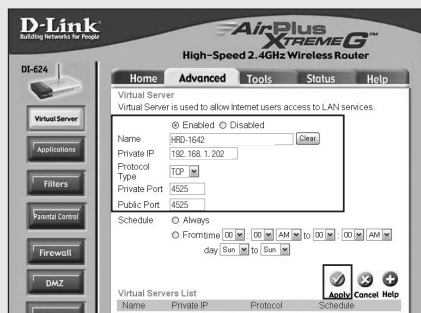 D-Link
Building Networks for People
AirPlus
XTREME G™
High-Speed 2.4GHz Wireless Router
DI-624
Home Advanced Tools Status Help
Virtual Server
Virtual Server is used to allow Internet users access to LAN services.
Enabled Disabled
Name HRD-1642 Clear
Private IP 192.168.1.202
Protocol Type TCP
Private Port 4525
Public Port 4525
Schedule Always
From time 00 : 00 AM to 00 : 00 AM
day Sun to Sun
Apply Cancel Help
Virtual Servers List
Name Private IP Protocol Schedule
Virtual Server
Applications
Filters
Parental Control
Firewall
DMZ